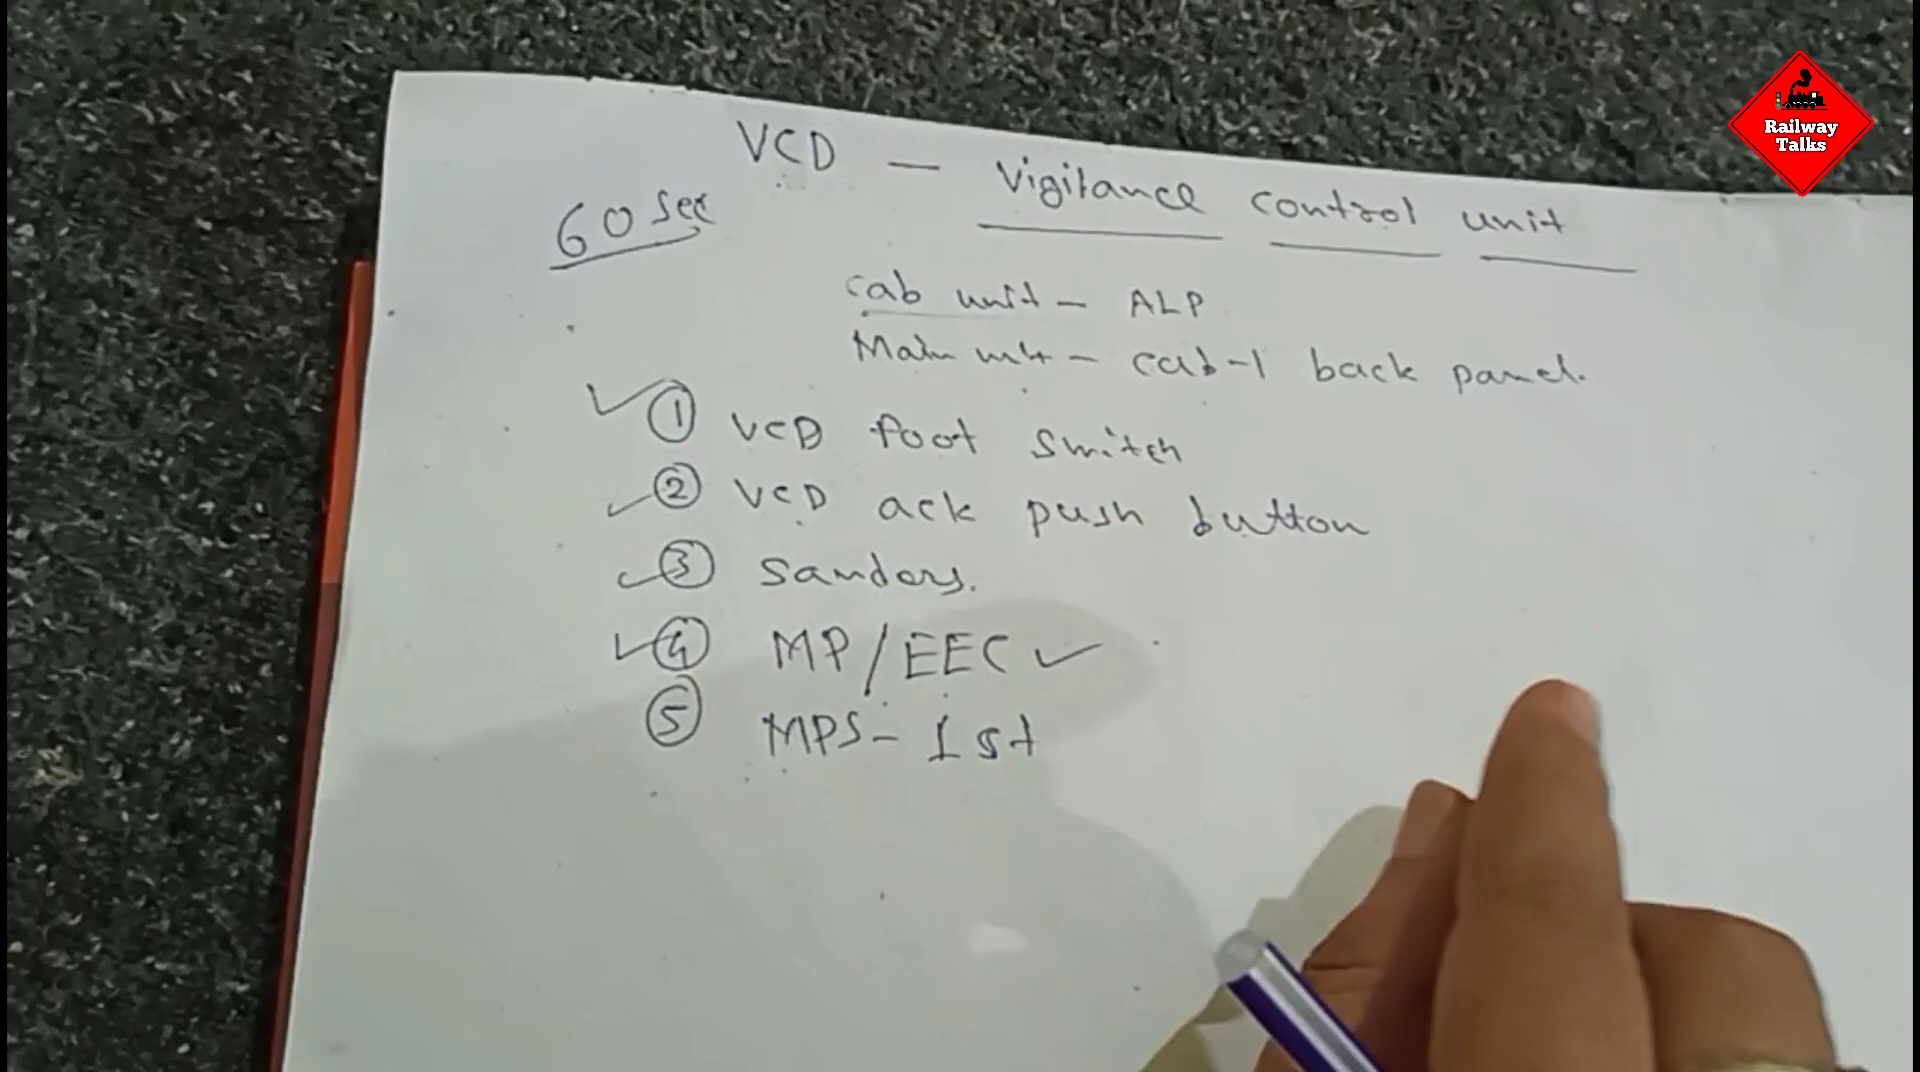 VCD - Vigilance control unit
60 sec
cab unit - ALP
Main unit - cab-1 back panel.
① VCD foot switch
② VCD ack push button
③ Sanders.
④ MP/EEC
⑤ MPS- 1st
Railway
Talks